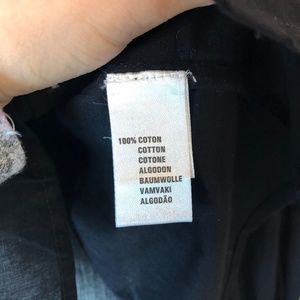 100% COTON
COTTON
COTONE
ALGODON
BAUMWOLLE
VAMVAKI
ALGODÃO